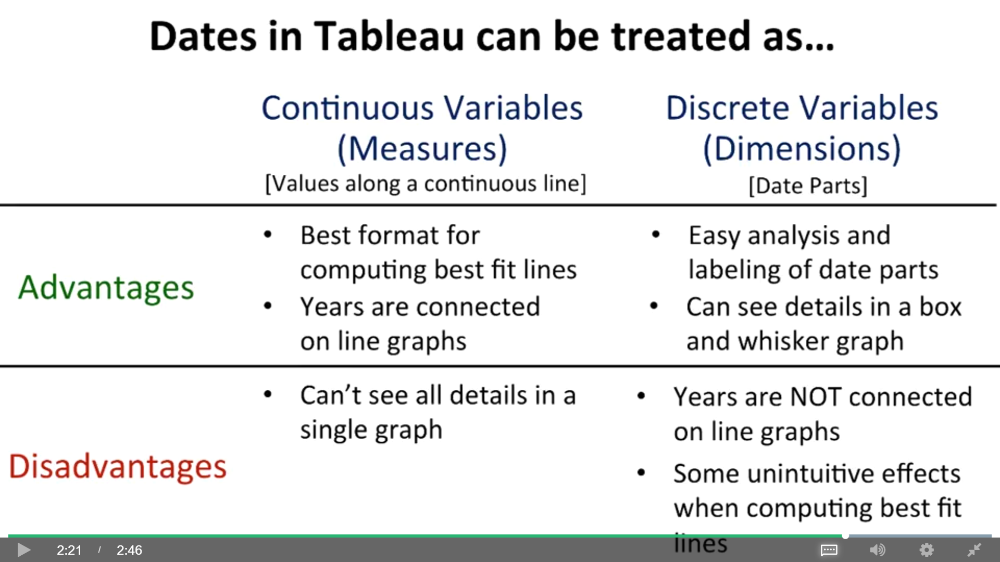 Dates in Tableau can be treated as...
Continuous Variables
(Measures)
[Values along a continuous line]
Discrete Variables
(Dimensions)
[Date Parts]
Advantages
• Best format for
computing best fit lines
• Years are connected
on line graphs
• Easy analysis and
labeling of date parts
• Can see details in a box
and whisker graph
Disadvantages
• Can’t see all details in a
single graph
• Years are NOT connected
on line graphs
• Some unintuitive effects
when computing best fit
lines
2:21 / 2:46